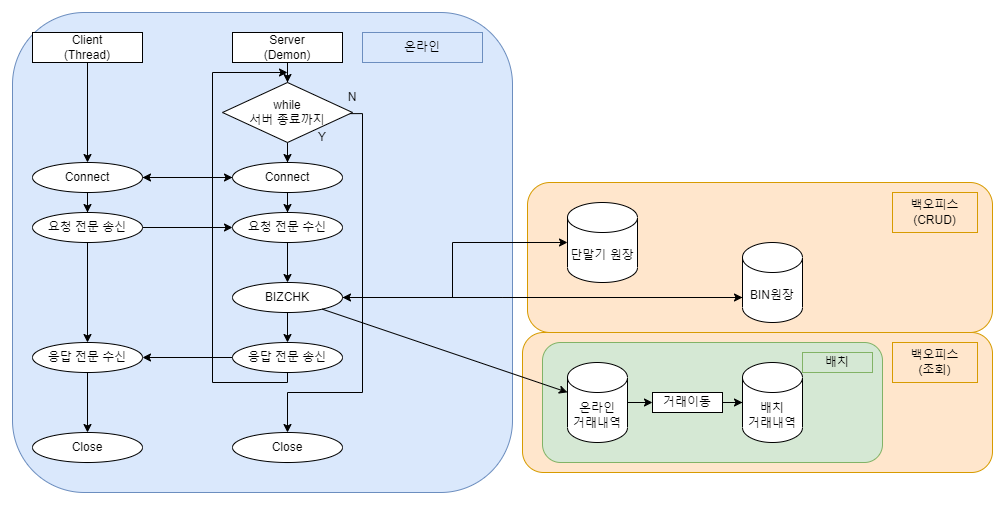 Client
(Thread)
Server
(Demon)
온라인
while
서버 종료까지
N
Y
Connect
Connect
요청 전문 송신
요청 전문 수신
BIZCHK
응답 전문 수신
응답 전문 송신
Close
Close
백오피스
(CRUD)
단말기 원장
BIN원장
백오피스
(조회)
배치
온라인
거래내역
거래이동
배치
거래내역